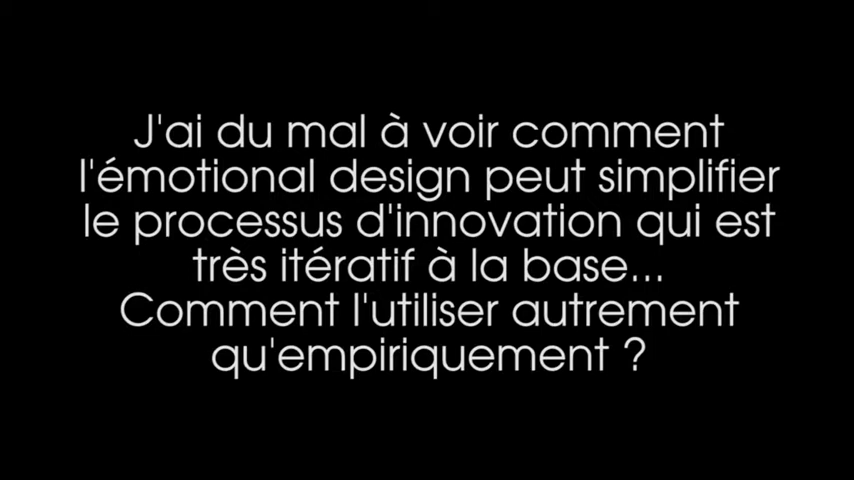 J'ai du mal à voir comment
l'émotional design peut simplifier
le processus d'innovation qui est
très itératif à la base...
Comment l'utiliser autrement
qu'empiriquement ?